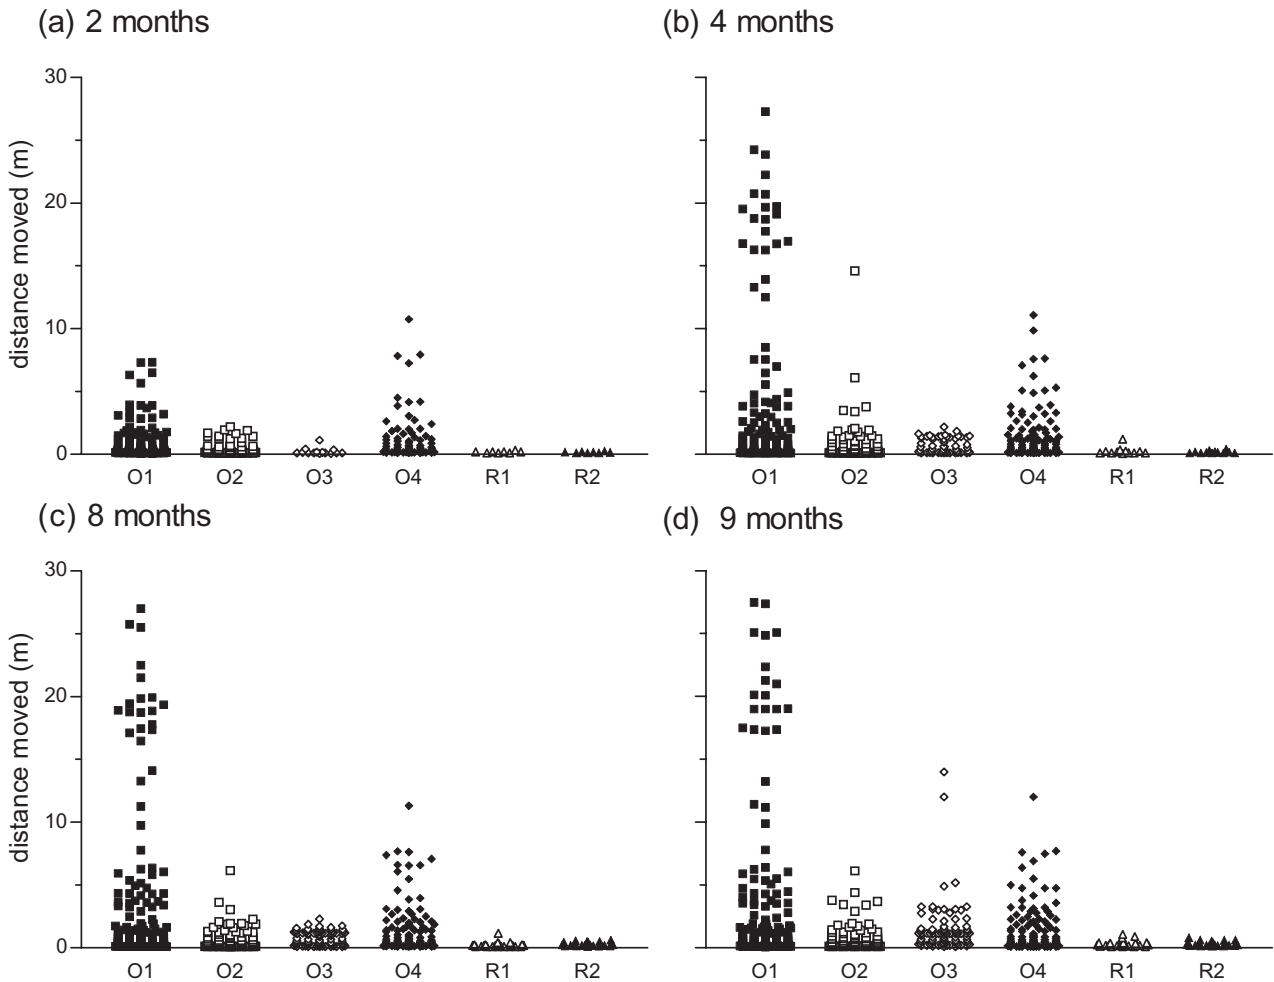 (a) 2 months
(b) 4 months
30
20
10
0
distance moved (m)
O1 O2 O3 O4 R1 R2
O1 O2 O3 O4 R1 R2
(c) 8 months
(d) 9 months
30
20
10
0
distance moved (m)
O1 O2 O3 O4 R1 R2
O1 O2 O3 O4 R1 R2